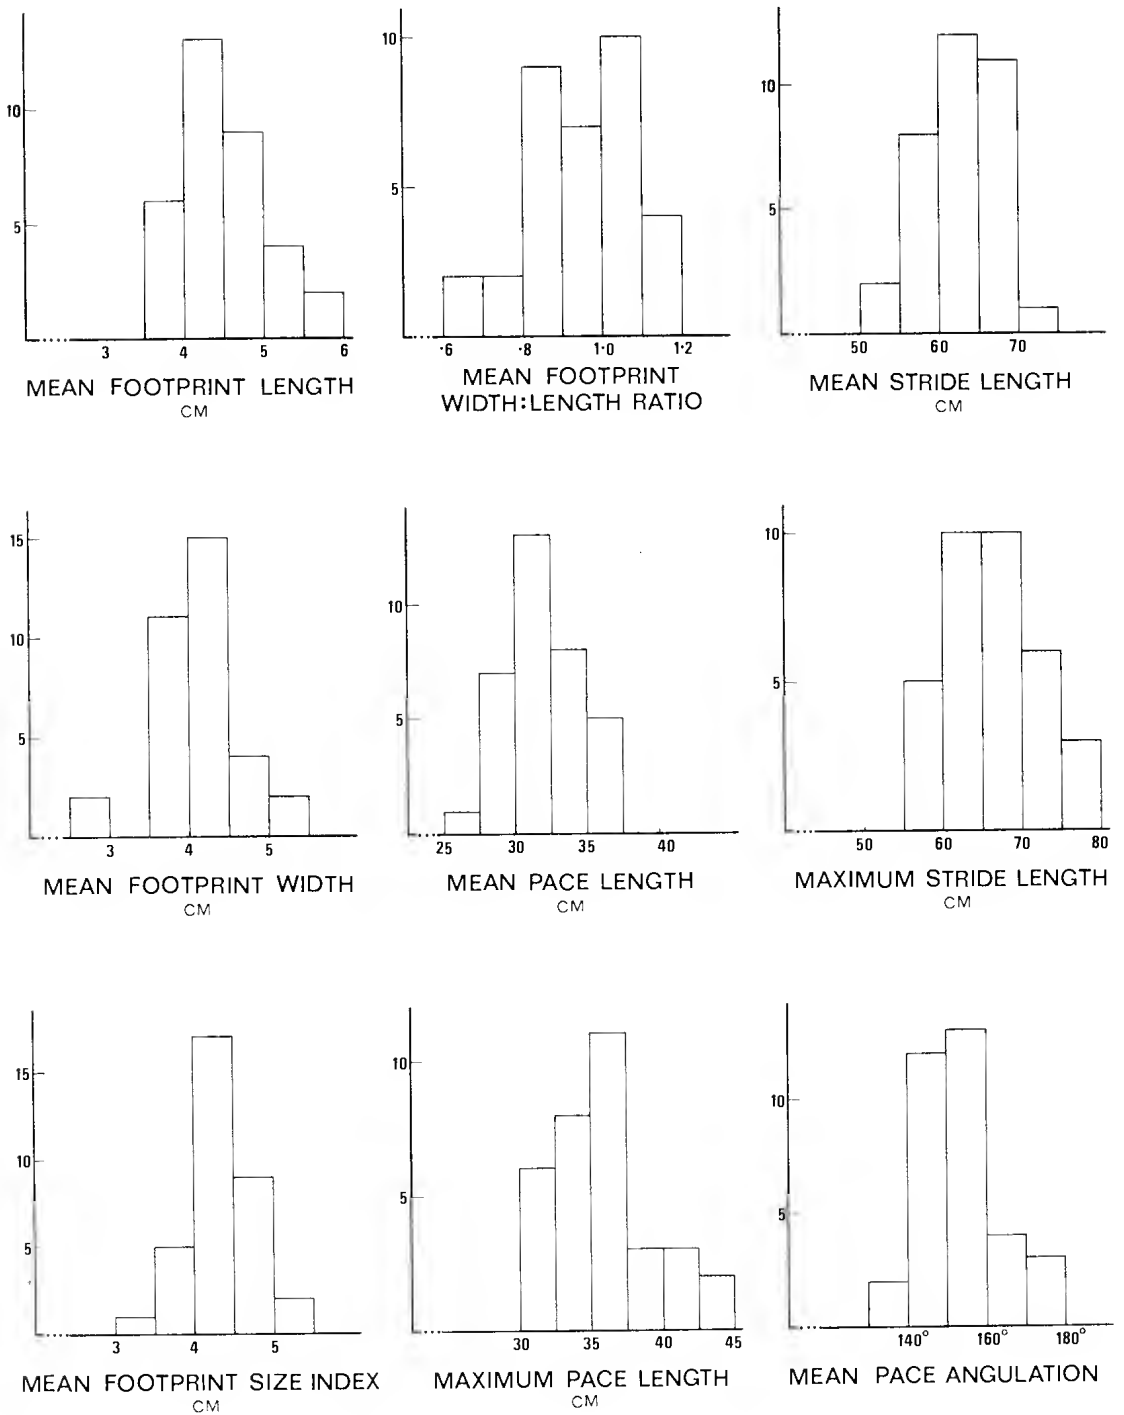 10
5
3 4 5 6
MEAN FOOTPRINT LENGTH
CM
10
5
·6 ·8 1·0 1·2
MEAN FOOTPRINT
WIDTH:LENGTH RATIO
10
5
50 60 70
MEAN STRIDE LENGTH
CM
15
10
5
3 4 5
MEAN FOOTPRINT WIDTH
CM
10
5
25 30 35 40
MEAN PACE LENGTH
CM
10
5
50 60 70 80
MAXIMUM STRIDE LENGTH
CM
15
10
5
3 4 5
MEAN FOOTPRINT SIZE INDEX
CM
10
5
30 35 40 45
MAXIMUM PACE LENGTH
CM
10
5
140° 160° 180°
MEAN PACE ANGULATION